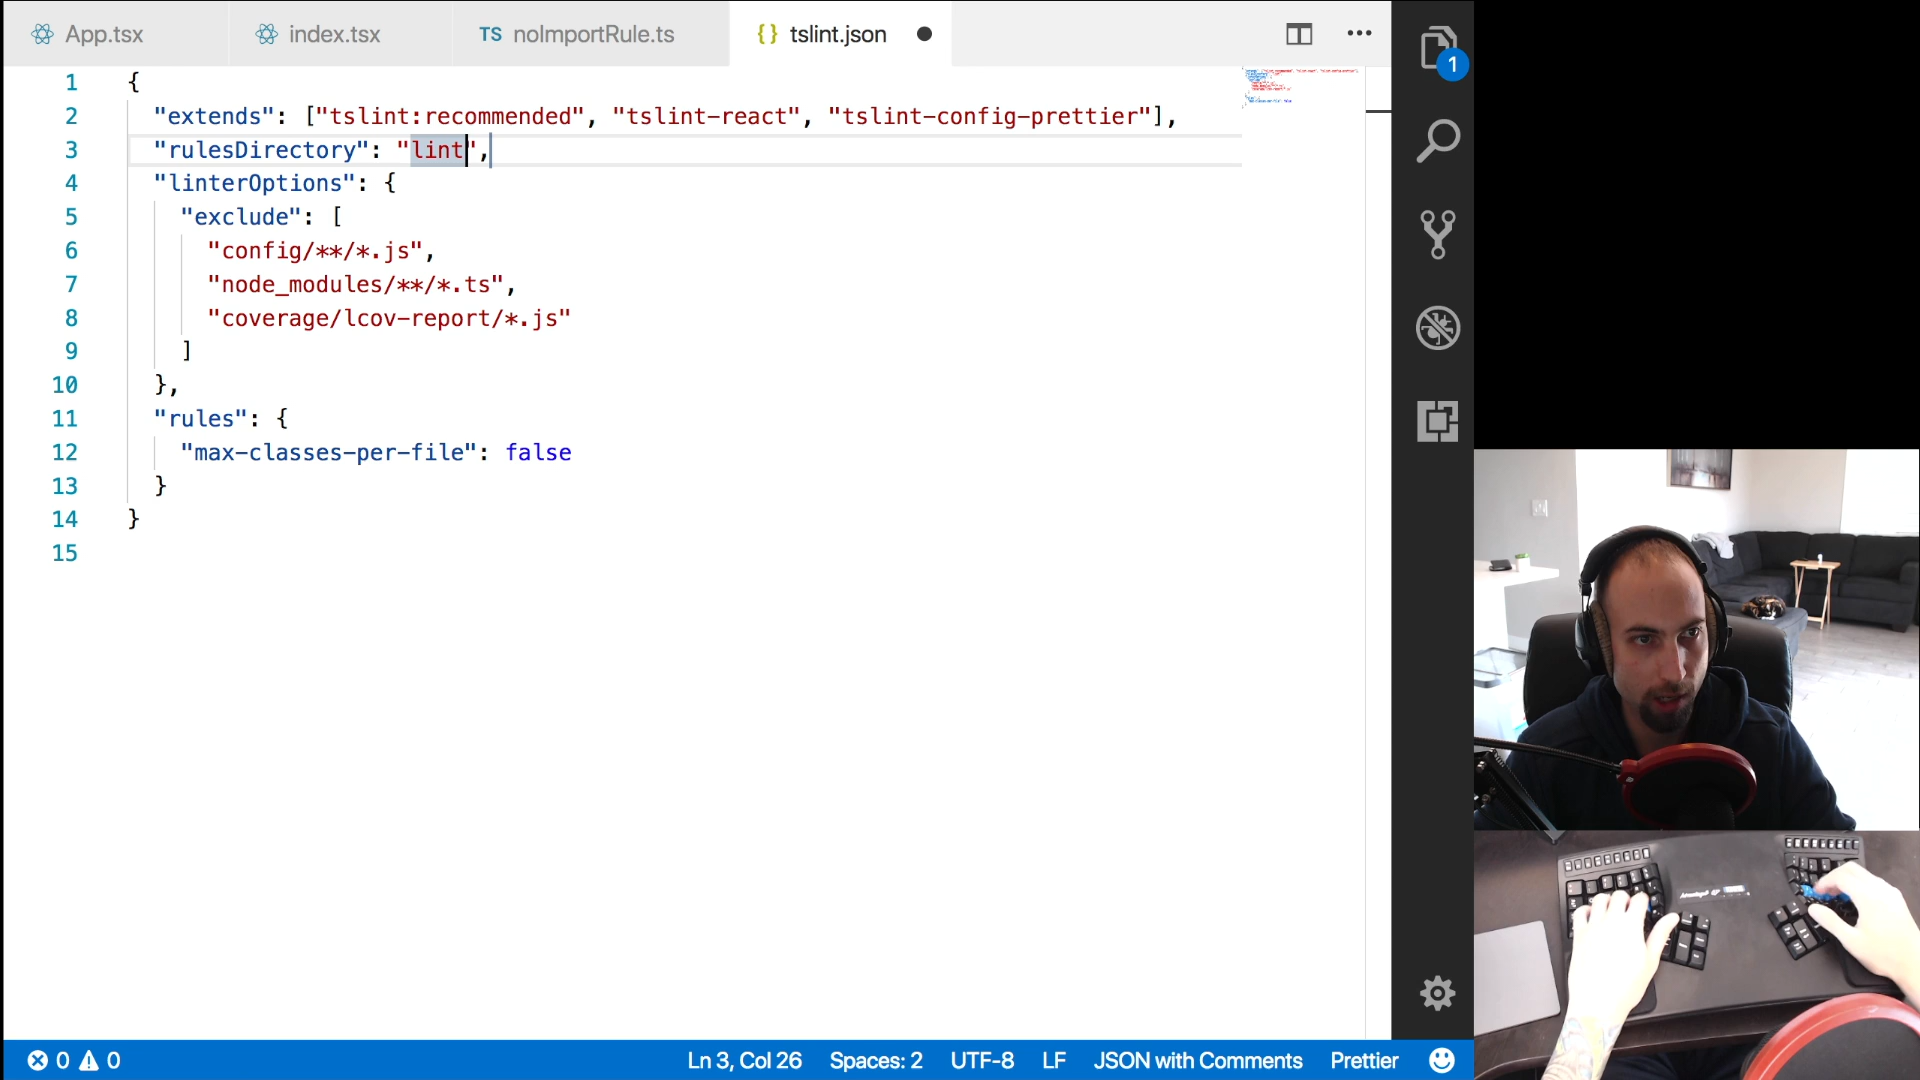 App.tsx
index.tsx
TS noImportRule.ts
{} tslint.json
1
1 {
2 "extends": ["tslint:recommended", "tslint-react", "tslint-config-prettier"],
3 "rulesDirectory": "lint",
4 "linterOptions": {
5 "exclude": [
6 "config/**/*.js",
7 "node_modules/**/*.ts",
8 "coverage/lcov-report/*.js"
9 ]
10 },
11 "rules": {
12 "max-classes-per-file": false
13 }
14 }
15
0 0 Ln 3, Col 26 Spaces: 2 UTF-8 LF JSON with Comments Prettier